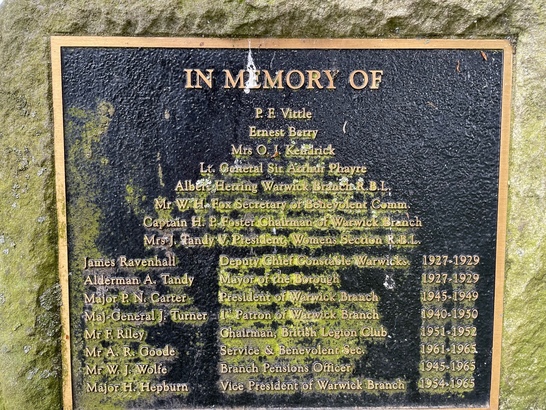 IN MEMORY OF
P. F. Vittle
Ernest Berry
Mrs O. J. Kendrick
Lt. General Sir Arthur Phayre
Albert Herring Warwick Branch R.B.L.
Mr W. H. Fox Secretary of Benevolent Comm.
Captain H. P. Foster Chairman of Warwick Branch
Mrs J. Tandy V. President, Womens Section R.B.L.
James Ravenhall Deputy Chief Constable Warwicks 1927-1929
Alderman A. Tandy Mayor of the Borough 1927-1929
Major P. N. Carter President of Warwick Branch 1945-1949
Maj-General J. Turner 1st Patron of Warwick Branch 1940-1950
Mr F. Riley Chairman, British Legion Club 1951-1952
Mr A. R. Goode Service & Benevolent Sec. 1961-1965
Mr W. J. Wolfe Branch Pensions Officer 1945-1965
Major H. Hepburn Vice President of Warwick Branch 1954-1965